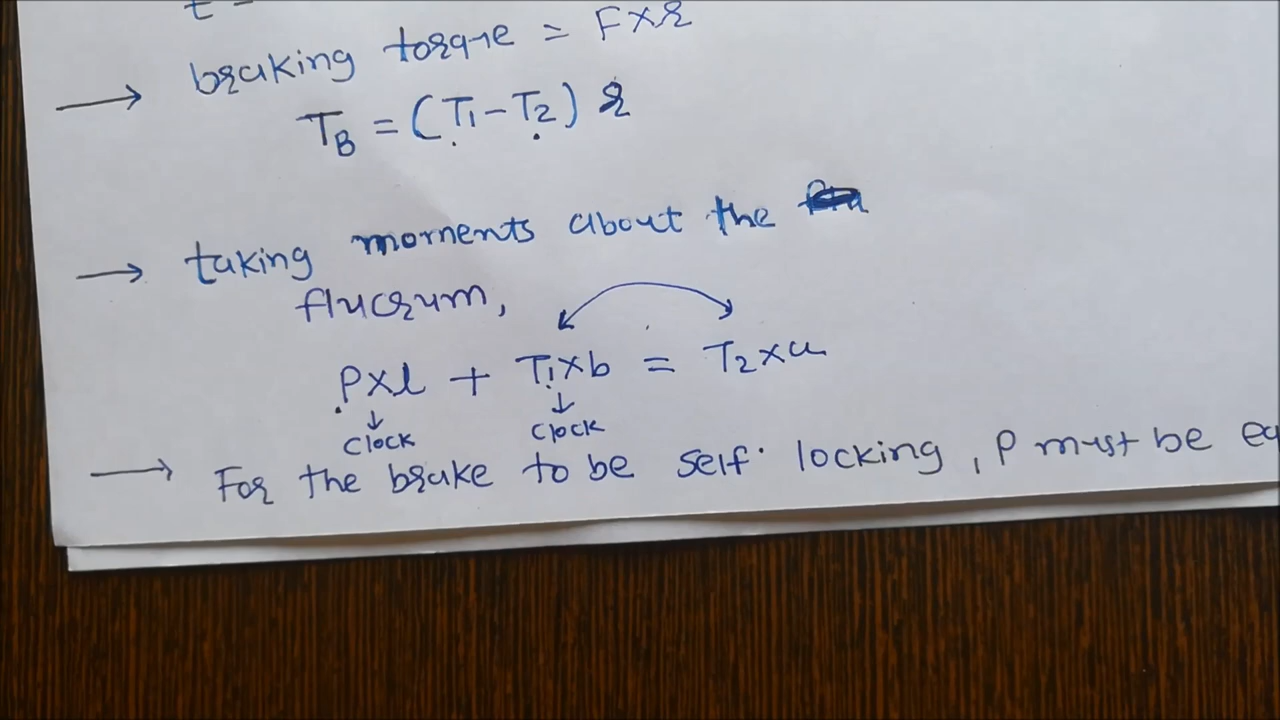 t =
→ braking torque = F×r
T_B = (T1 - T2) r
→ taking moments about the
flucrum,
P×l + T1×b = T2×a
↓ ↓
clock clock
→ For the brake to be self. locking, P must be eq